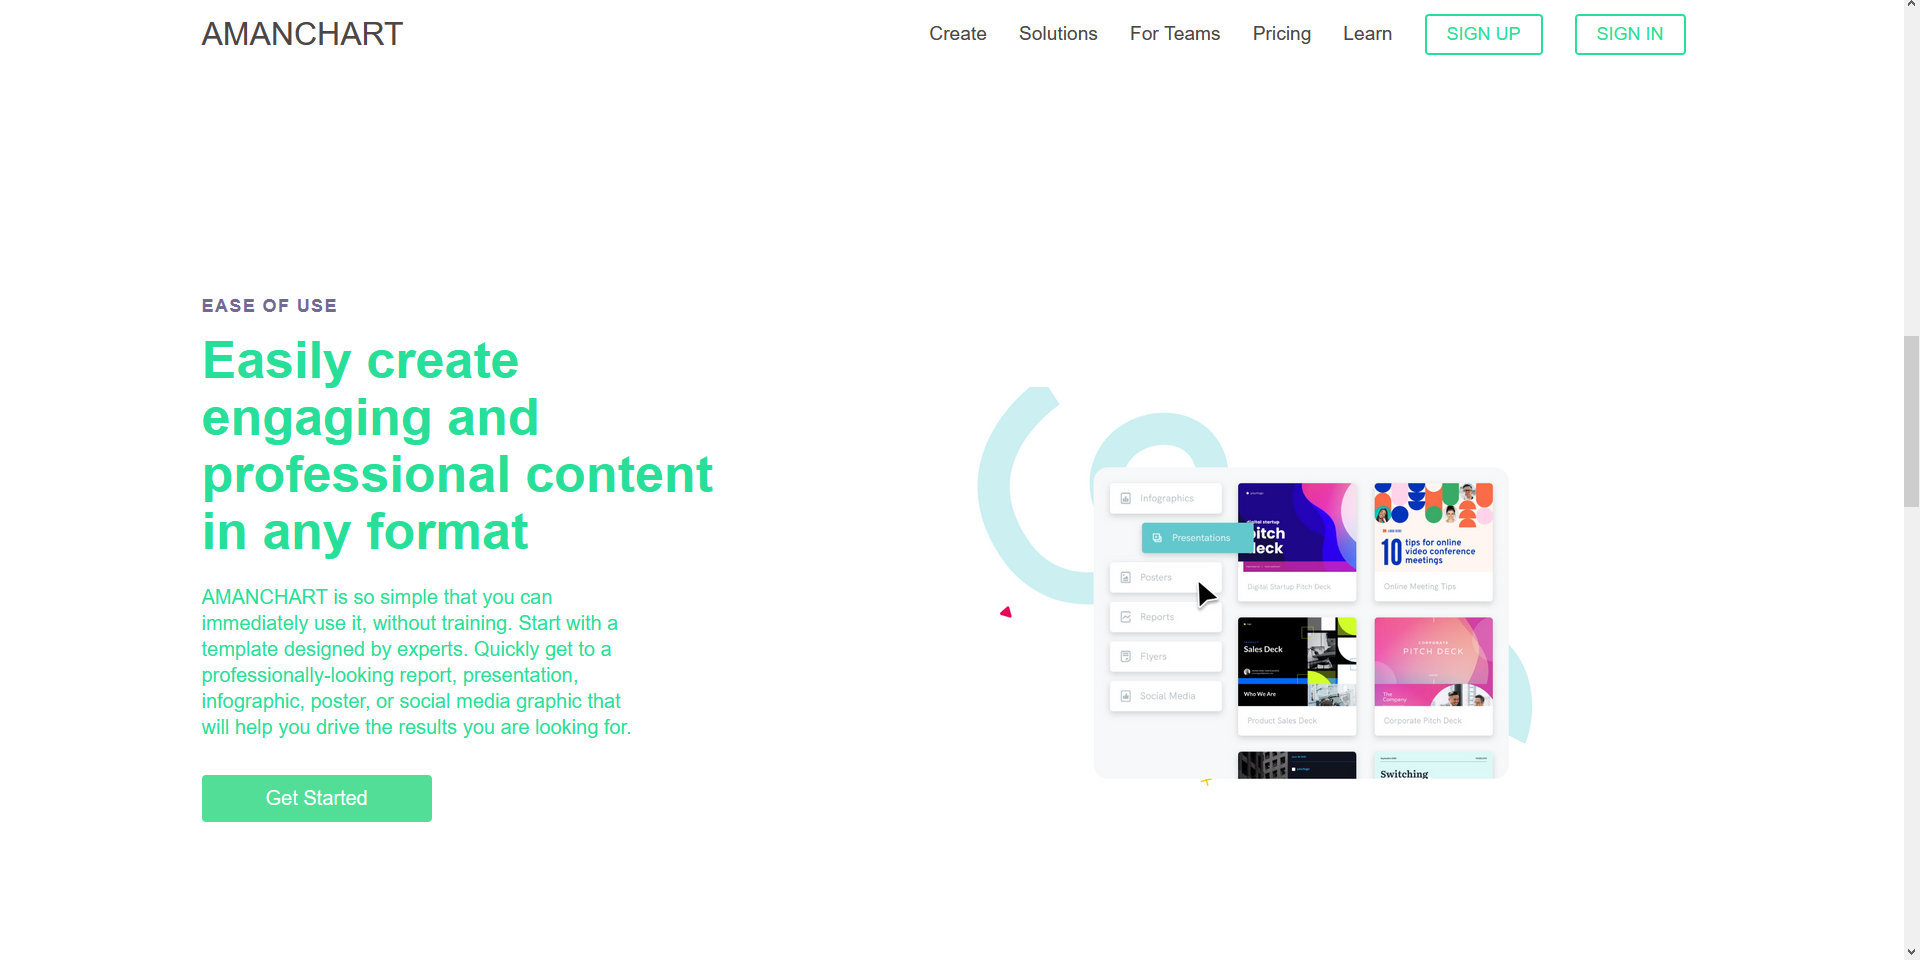 AMANCHART
Create
Solutions
For Teams
Pricing
Learn
SIGN UP
SIGN IN
EASE OF USE
Easily create
engaging and
professional content
in any format
AMANCHART is so simple that you can
immediately use it, without training. Start with a
template designed by experts. Quickly get to a
professionally-looking report, presentation,
infographic, poster, or social media graphic that
will help you drive the results you are looking for.
Get Started
Infographics
Presentations
Posters
Reports
Flyers
Social Media
digital startup
pitch
deck
Digital Startup Pitch Deck
10 tips for online
video conference
meetings
Online Meeting Tips
Sales Deck
Who We Are
Product Sales Deck
CORPORATE
PITCH DECK
The
Company
Corporate Pitch Deck
Switching